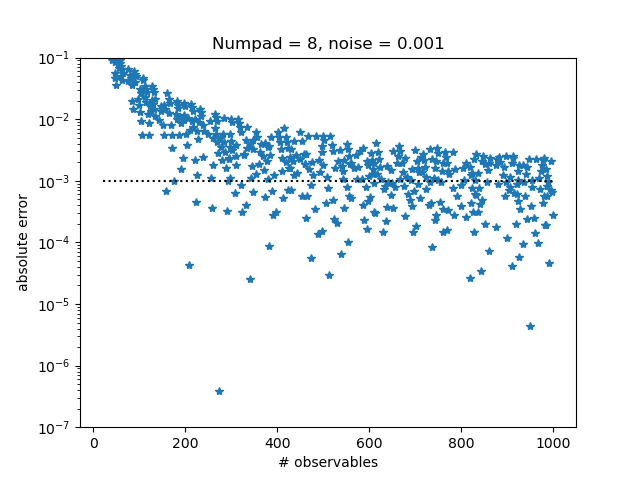 Numpad = 8, noise = 0.001
absolute error
10⁻¹
10⁻²
10⁻³
10⁻⁴
10⁻⁵
10⁻⁶
10⁻⁷
0 200 400 600 800 1000
# observables